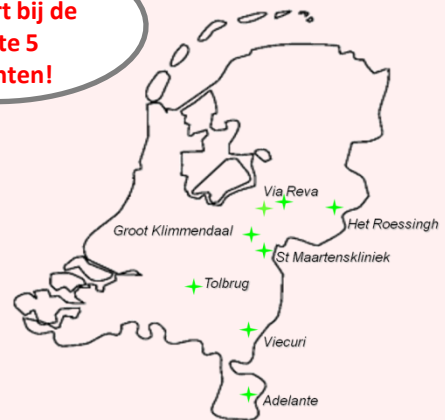 rt bij de
te 5
nten!
Via Reva
Het Roessingh
Groot Klimmendaal
St Maartenskliniek
Tolbrug
Viecuri
Adelante